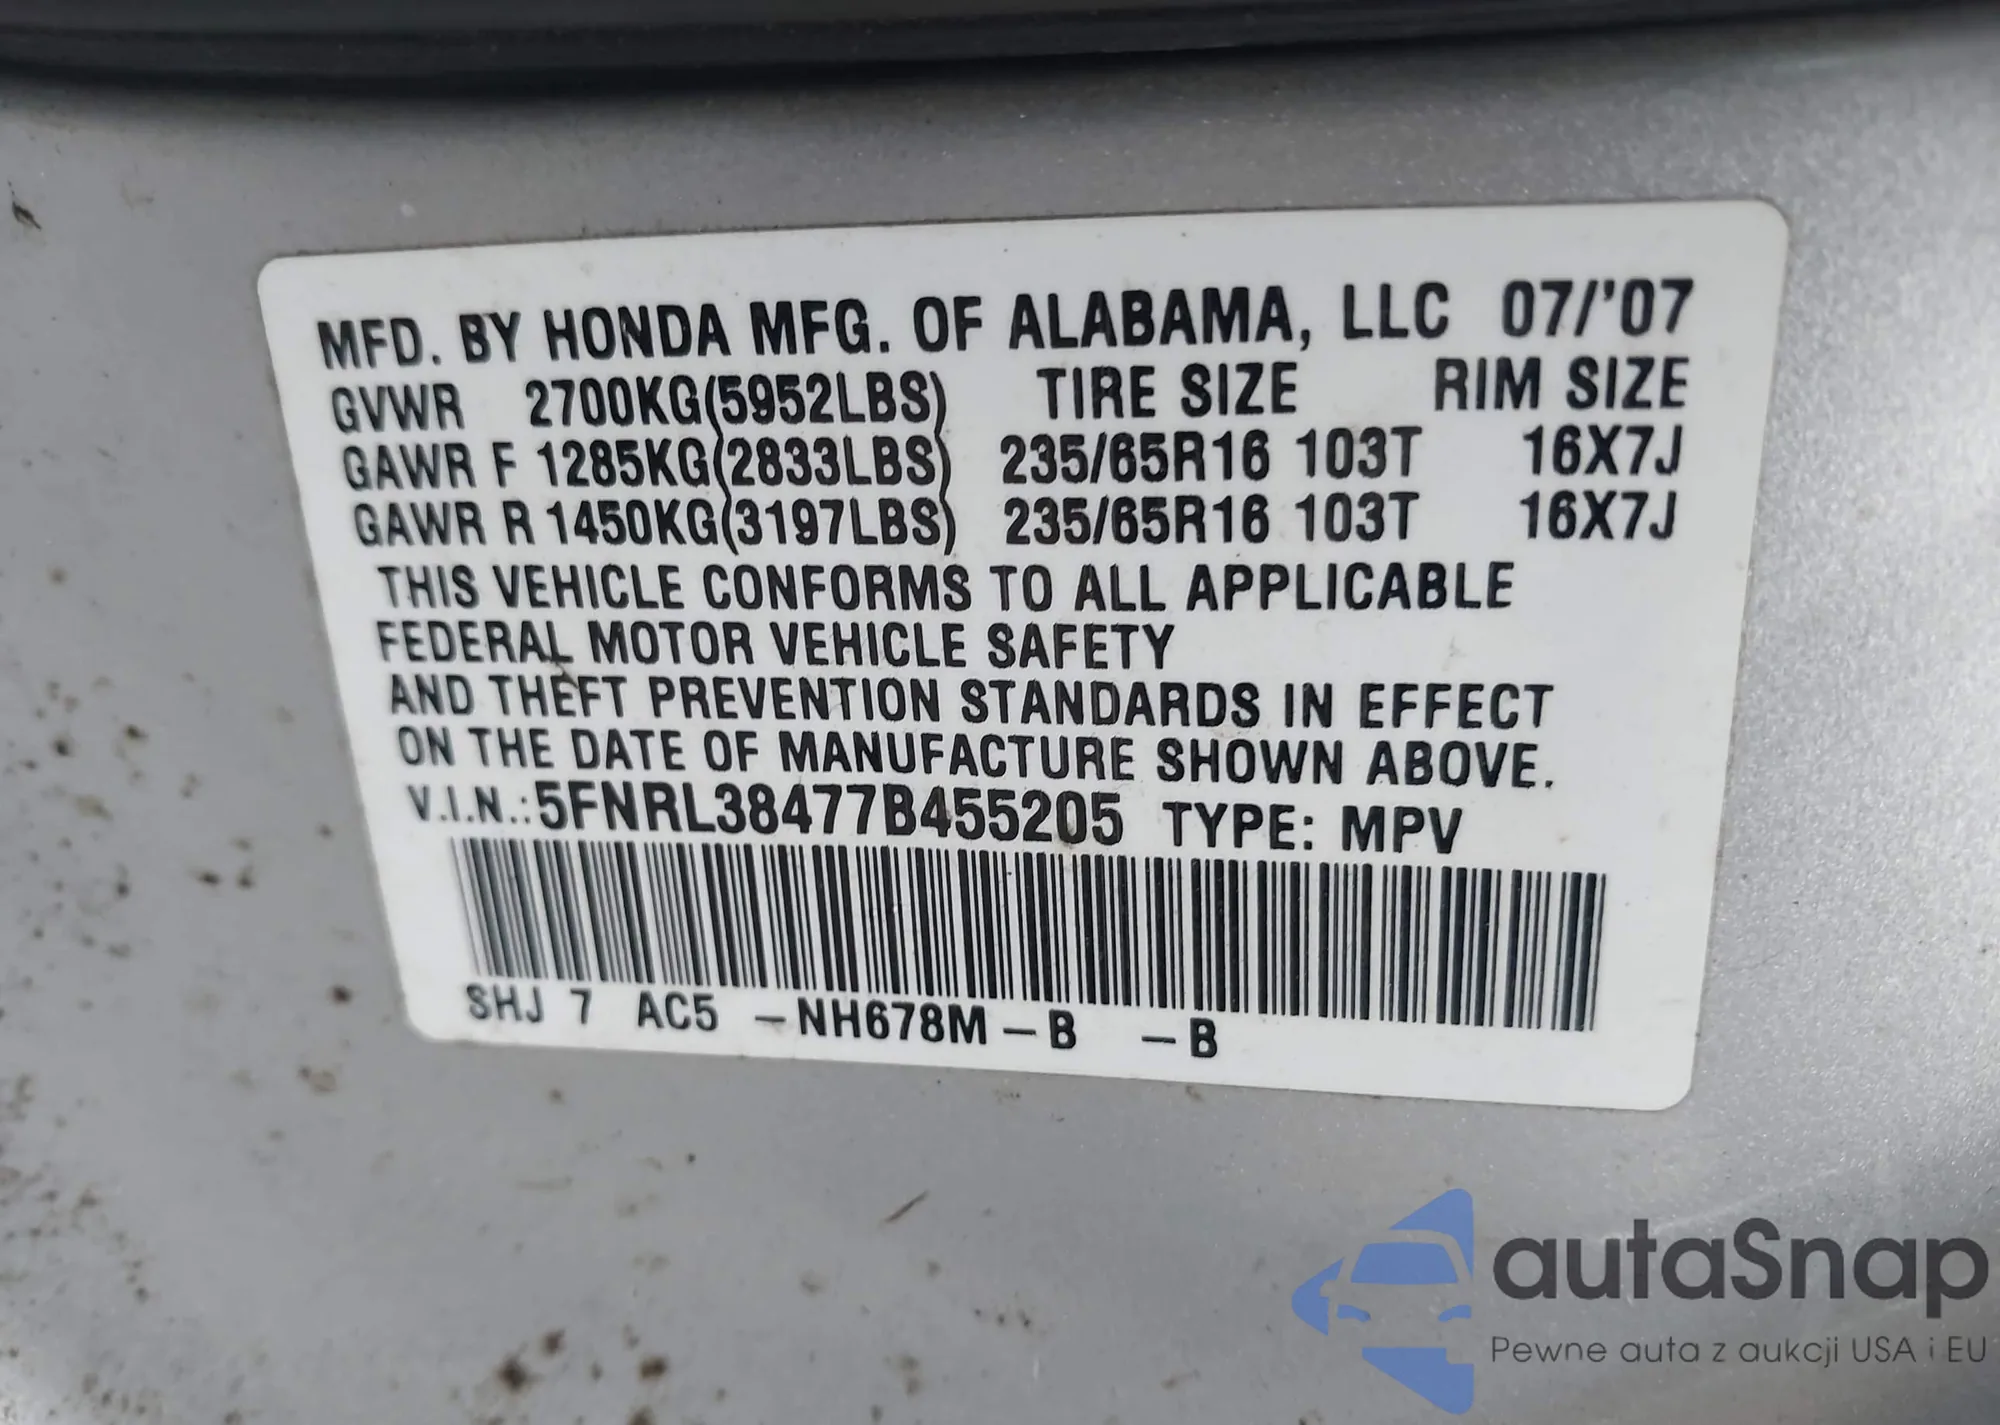 MFD. BY HONDA MFG. OF ALABAMA, LLC 07/'07
GVWR 2700KG(5952LBS) TIRE SIZE RIM SIZE
GAWR F 1285KG(2833LBS) 235/65R16 103T 16X7J
GAWR R 1450KG(3197LBS) 235/65R16 103T 16X7J
THIS VEHICLE CONFORMS TO ALL APPLICABLE
FEDERAL MOTOR VEHICLE SAFETY
AND THEFT PREVENTION STANDARDS IN EFFECT
ON THE DATE OF MANUFACTURE SHOWN ABOVE.
V.I.N.: 5FNRL38477B455205 TYPE: MPV
SHJ 7 AC5 -NH678M-B -B
autaSnap
Pewne auta z aukcji USA i EU